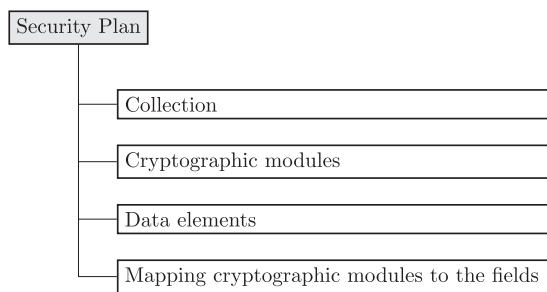 Security Plan
Collection
Cryptographic modules
Data elements
Mapping cryptographic modules to the fields